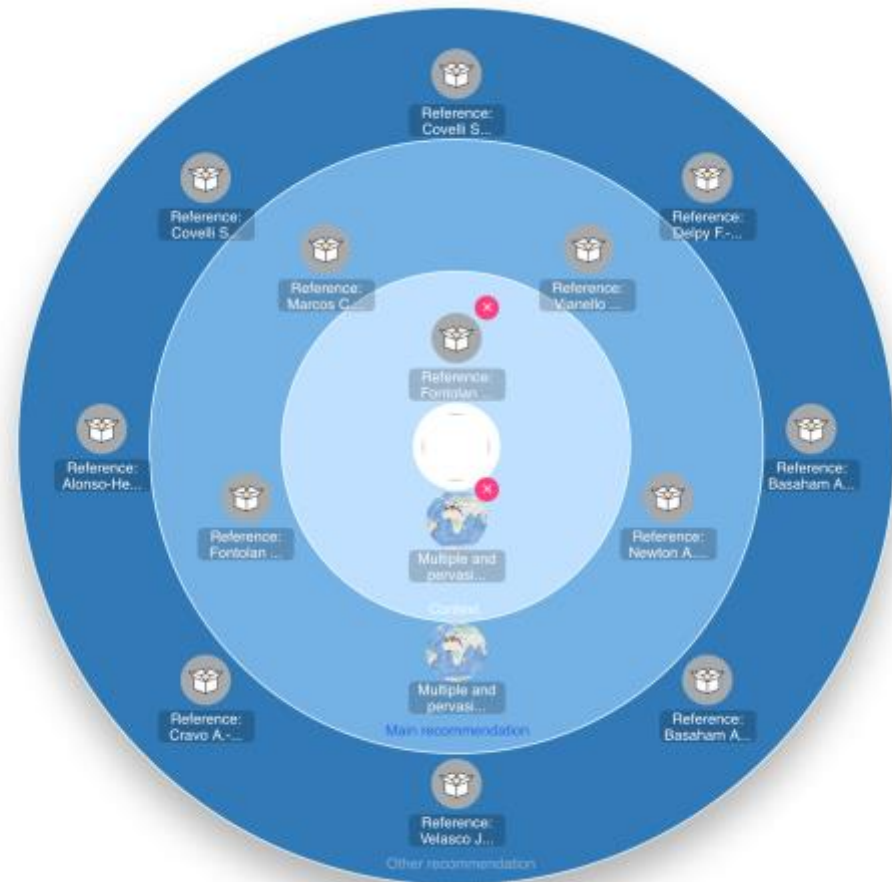 Reference:
Covelli S...
Reference:
Covelli S...
Reference:
Delpy F.-...
Reference:
Marcos C...
Reference:
Vianello ...
Reference:
Fontolan ...
Reference:
Alonso-He...
Reference:
Basaham A...
Reference:
Fontolan ...
Reference:
Newton A...
Multiple and
pervasi...
Context
Multiple and
pervasi...
Reference:
Cravo A.-...
Reference:
Basaham A...
Main recommendation
Reference:
Velasco J...
Other recommendation